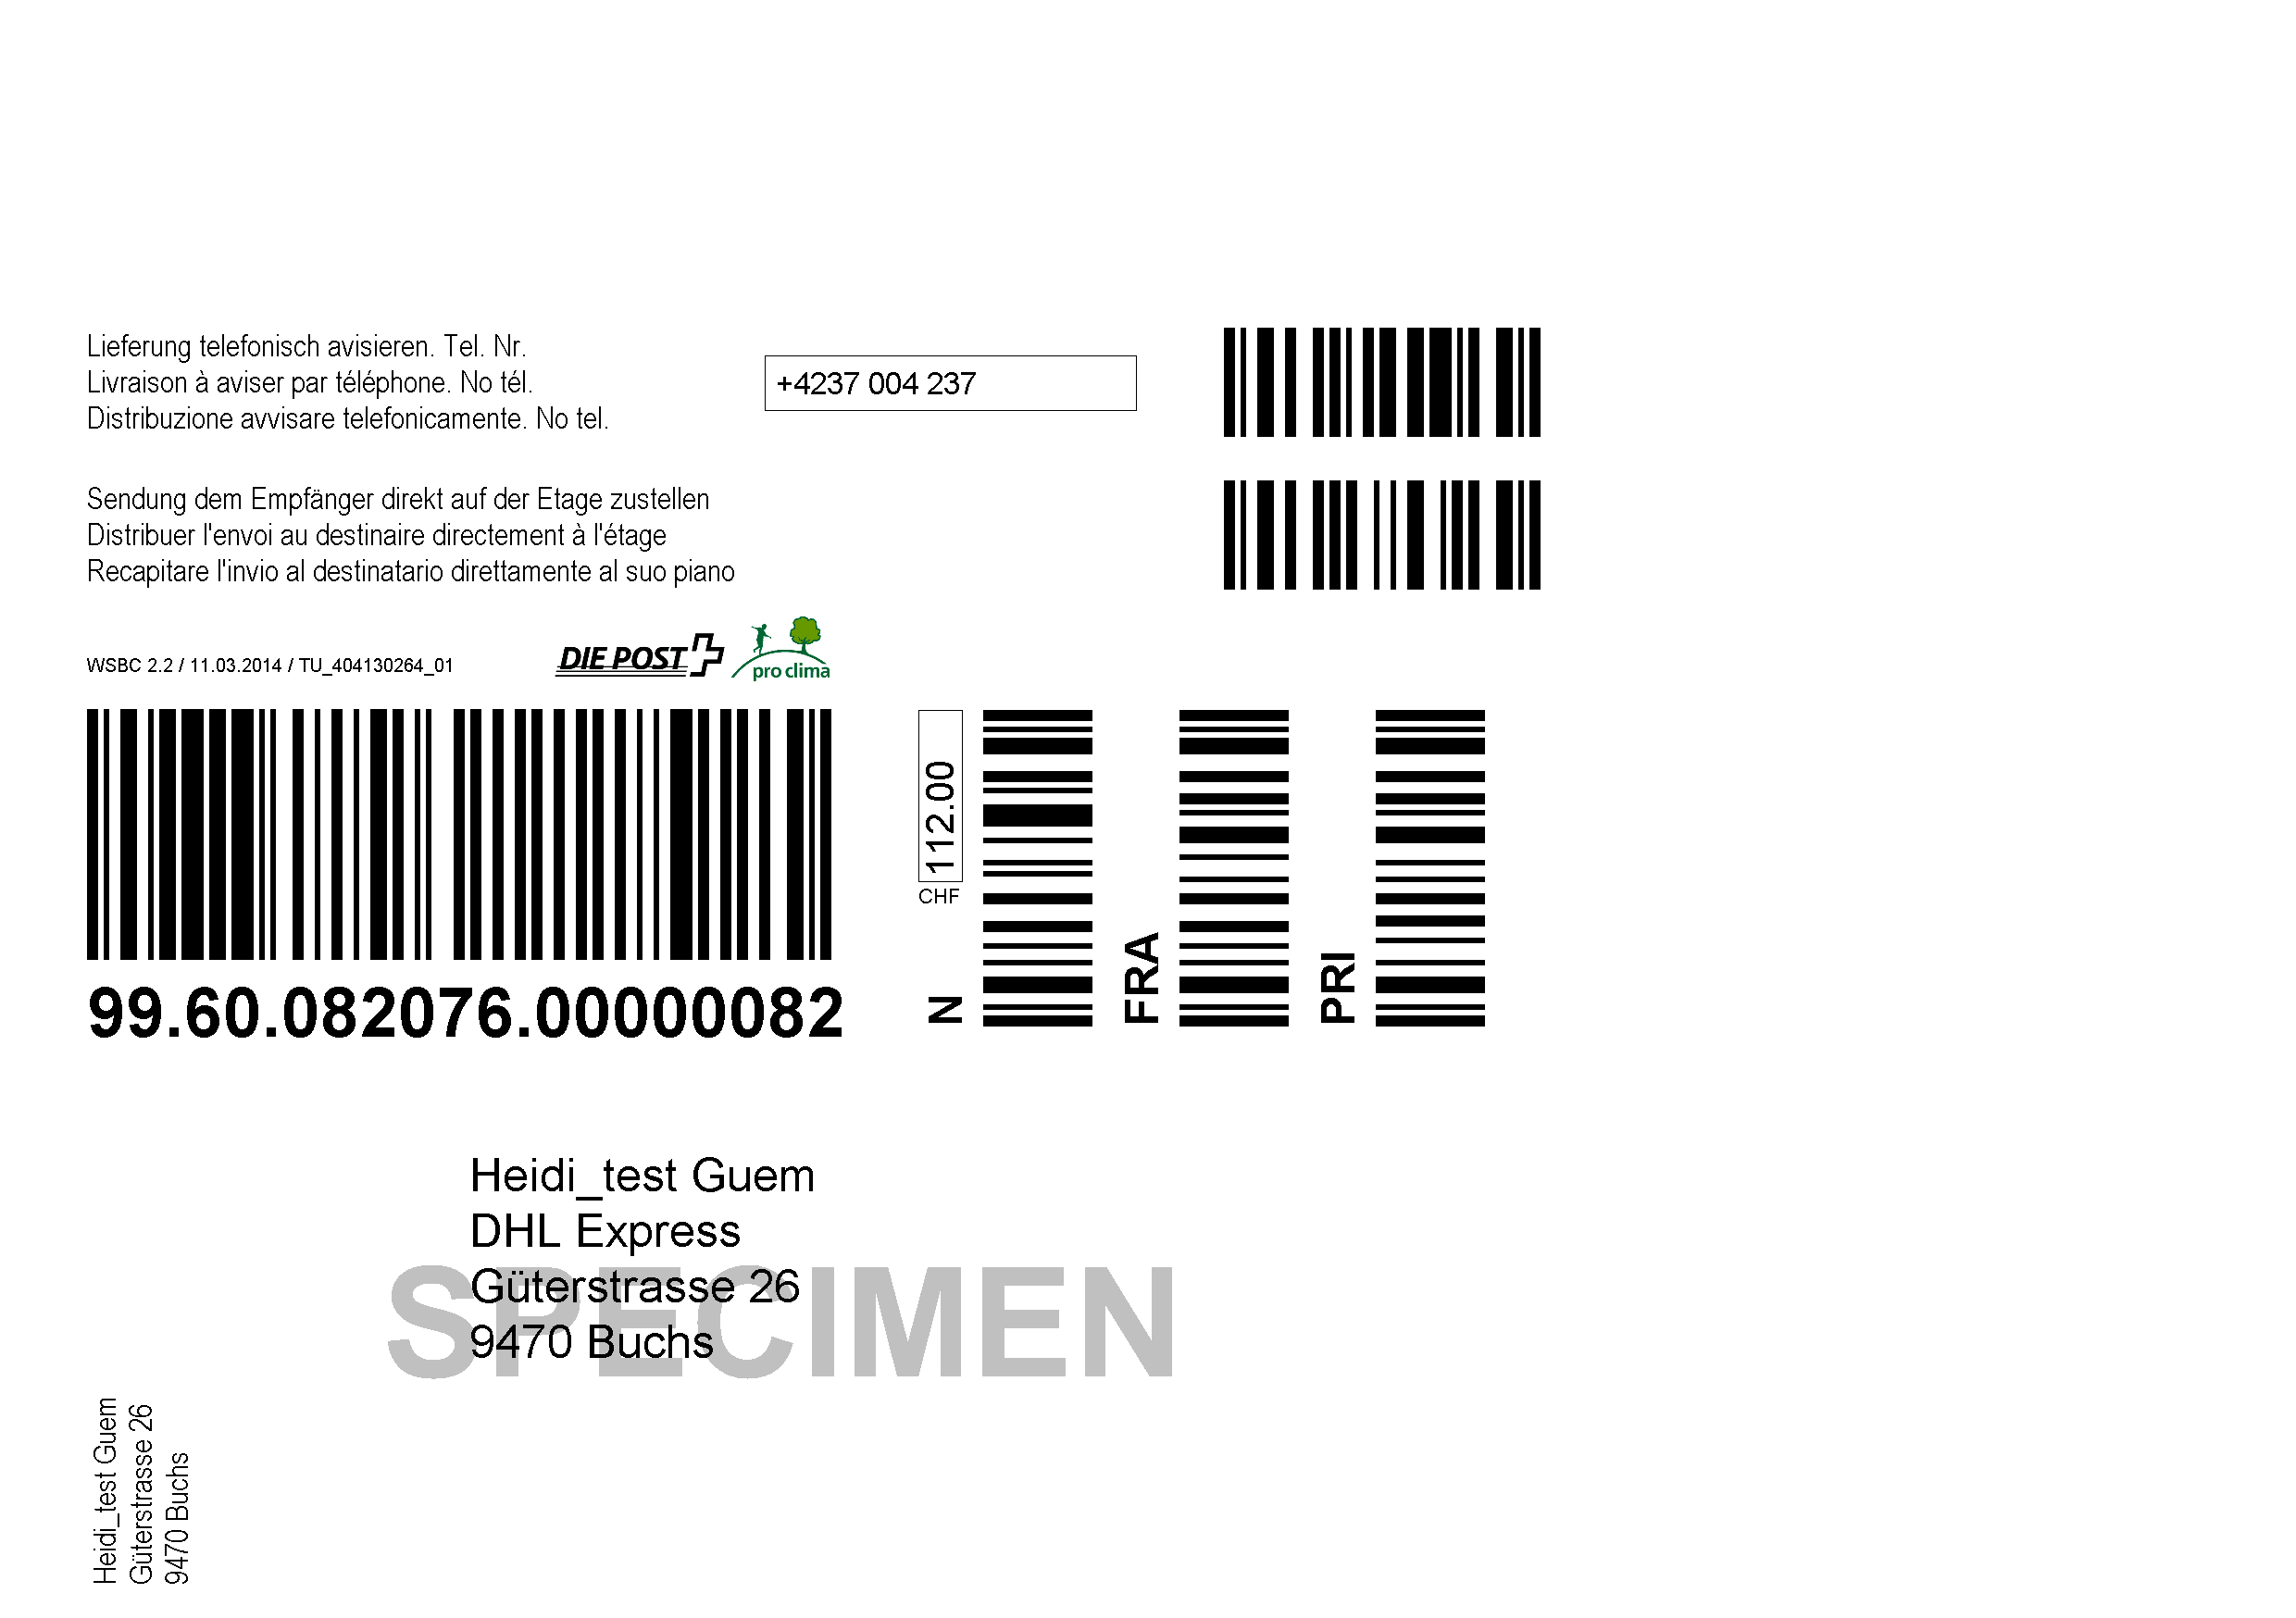 Lieferung telefonisch avisieren. Tel. Nr.
Livraison à aviser par téléphone. No tél.
Distribuzione avvisare telefonicamente. No tel.
+4237 004 237
Sendung dem Empfänger direkt auf der Etage zustellen
Distribuer l'envoi au destinaire directement à l'étage
Recapitare l'invio al destinatario direttamente al suo piano
WSBC 2.2 / 11.03.2014 / TU_404130264_01
DIE POST
pro clima
99.60.082076.00000082
112.00
CHF
N
FRA
PRI
Heidi_test Guem
DHL Express
Güterstrasse 26
9470 Buchs
SPECIMEN
Heidi_test Guem
Güterstrasse 26
9470 Buchs